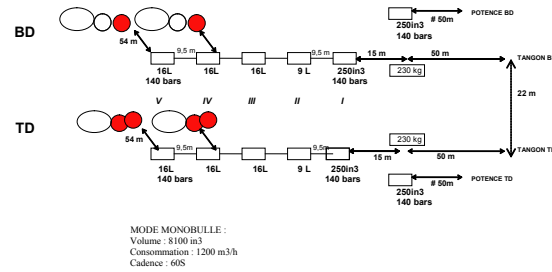 250in3
140 bars
# 50m
POTENCE BD
BD
54 m
9,5 m
9,5 m
15 m
50 m
TANGON B
16L
140 bars
16L
16L
9 L
250in3
140 bars
230 kg
22 m
V
IV
III
II
I
TD
54 m
9,5m
9,5m
230 kg
15 m
50 m
TANGON T
16L
140 bars
16L
16L
9 L
250in3
140 bars
250in3
140 bars
# 50m
POTENCE TD
MODE MONOBULLE :
Volume : 8100 in3
Consommation : 1200 m3/h
Cadence : 60S